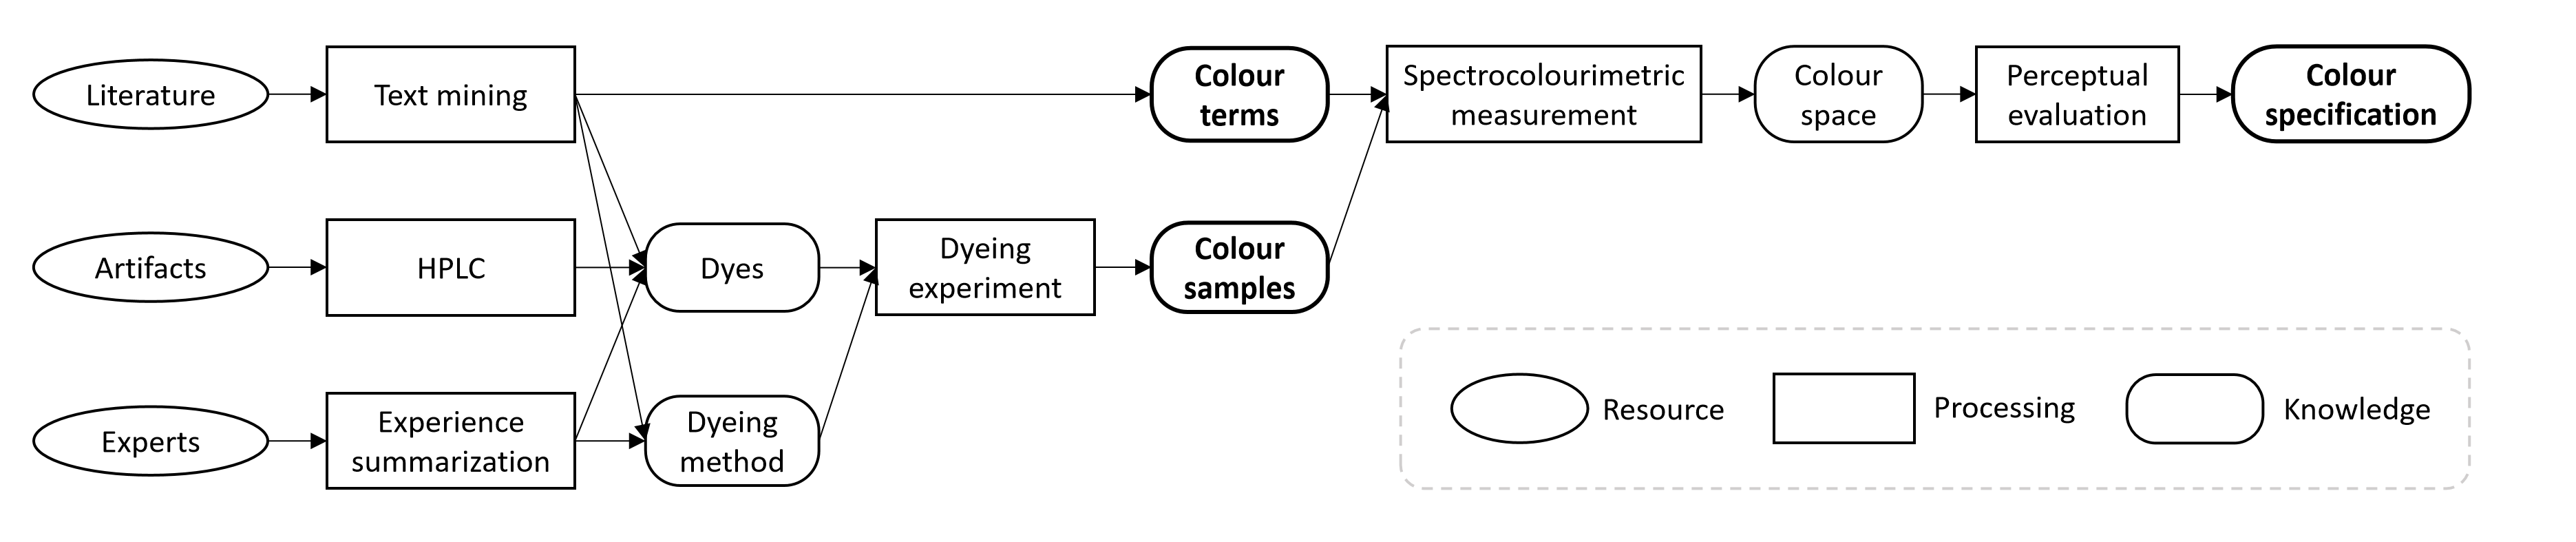 Literature
Text mining
Colour
terms
Spectrocolourimetric
measurement
Colour
space
Perceptual
evaluation
Colour
specification
Artifacts
HPLC
Dyes
Dyeing
experiment
Colour
samples
Experts
Experience
summarization
Dyeing
method
Resource
Processing
Knowledge